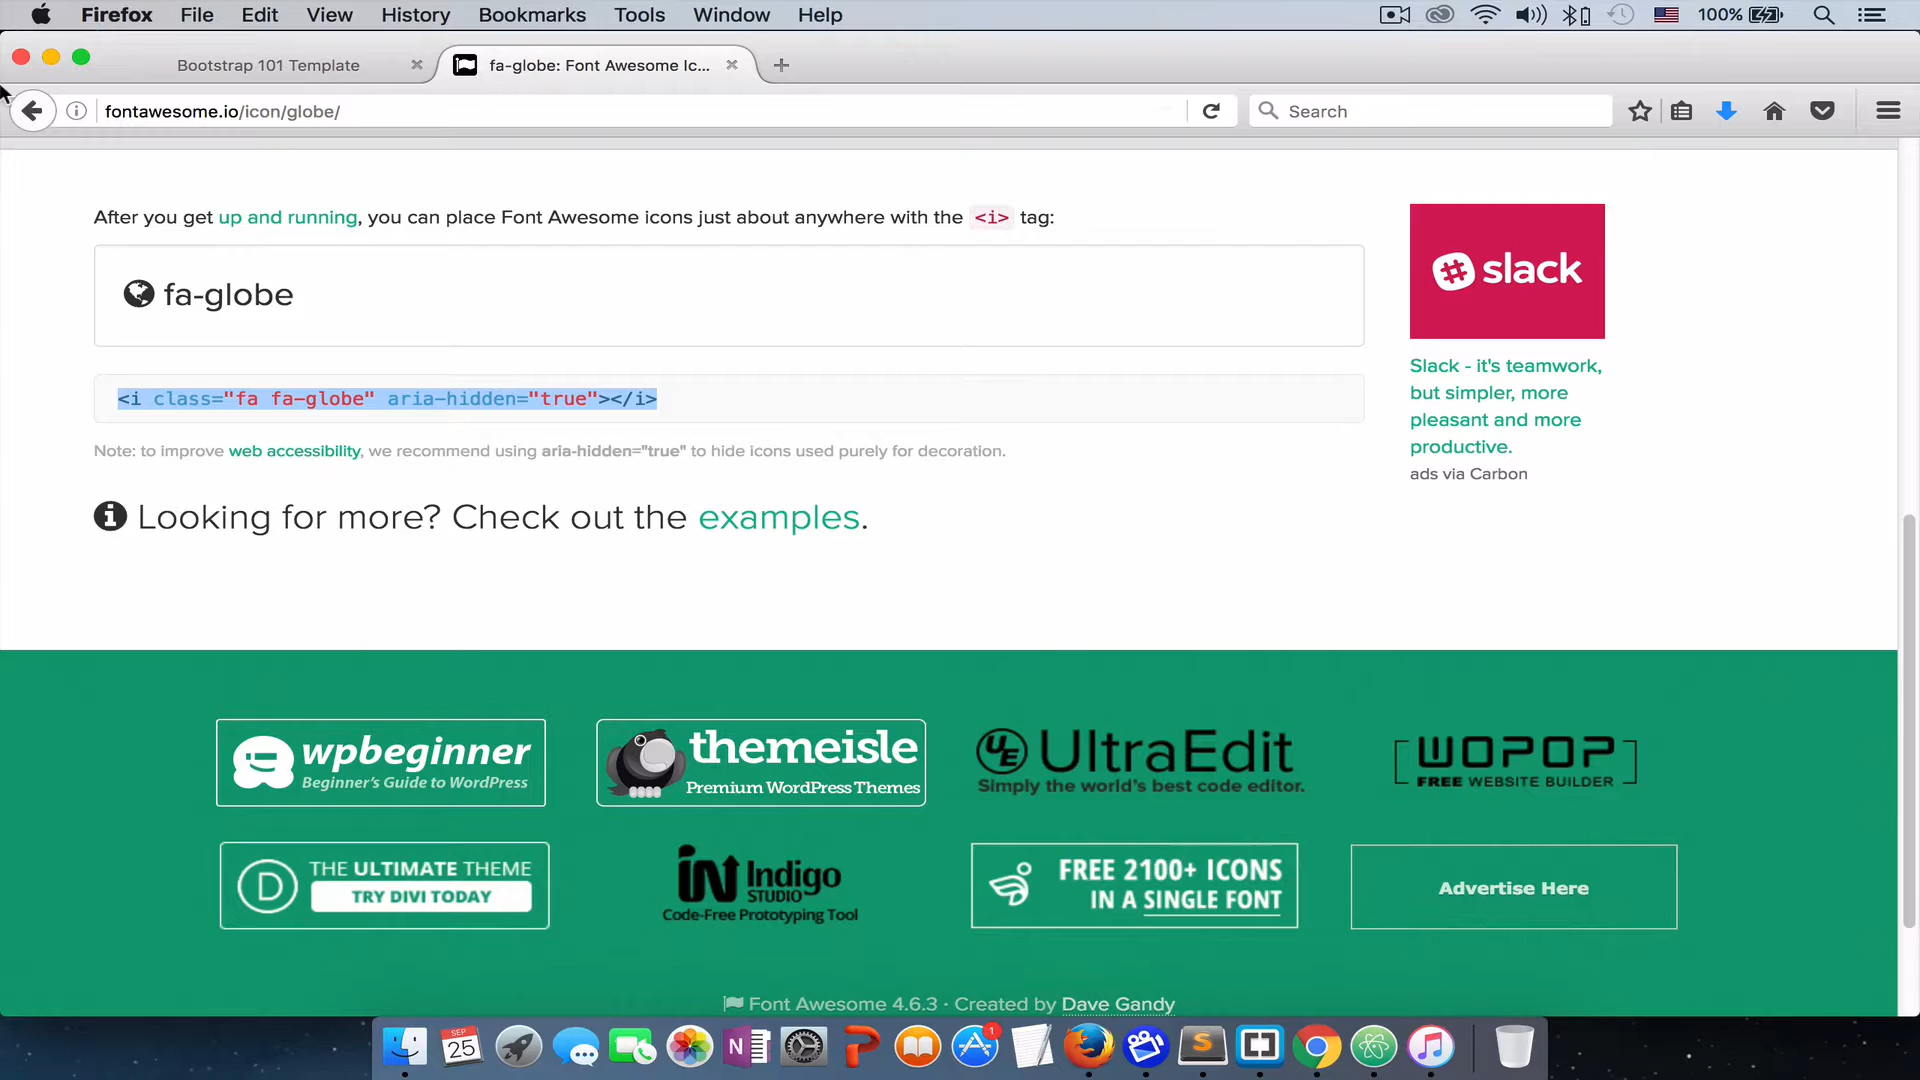 Firefox File Edit View History Bookmarks Tools Window Help 100%
Bootstrap 101 Template
fa-globe: Font Awesome Ic...
fontawesome.io/icon/globe/
Search
After you get up and running, you can place Font Awesome icons just about anywhere with the <i> tag:
fa-globe
<i class="fa fa-globe" aria-hidden="true"></i>
Note: to improve web accessibility, we recommend using aria-hidden="true" to hide icons used purely for decoration.
Looking for more? Check out the examples.
slack
Slack - it's teamwork,
but simpler, more
pleasant and more
productive.
ads via Carbon
wpbeginner
Beginner's Guide to WordPress
themeisle
Premium WordPress Themes
UE UltraEdit
Simply the world's best code editor.
WOPOP
FREE WEBSITE BUILDER
D THE ULTIMATE THEME
TRY DIVI TODAY
iN Indigo
STUDIO
Code-Free Prototyping Tool
FREE 2100+ ICONS
IN A SINGLE FONT
Advertise Here
Font Awesome 4.6.3 · Created by Dave Gandy
SEP
25
N
P
1
S